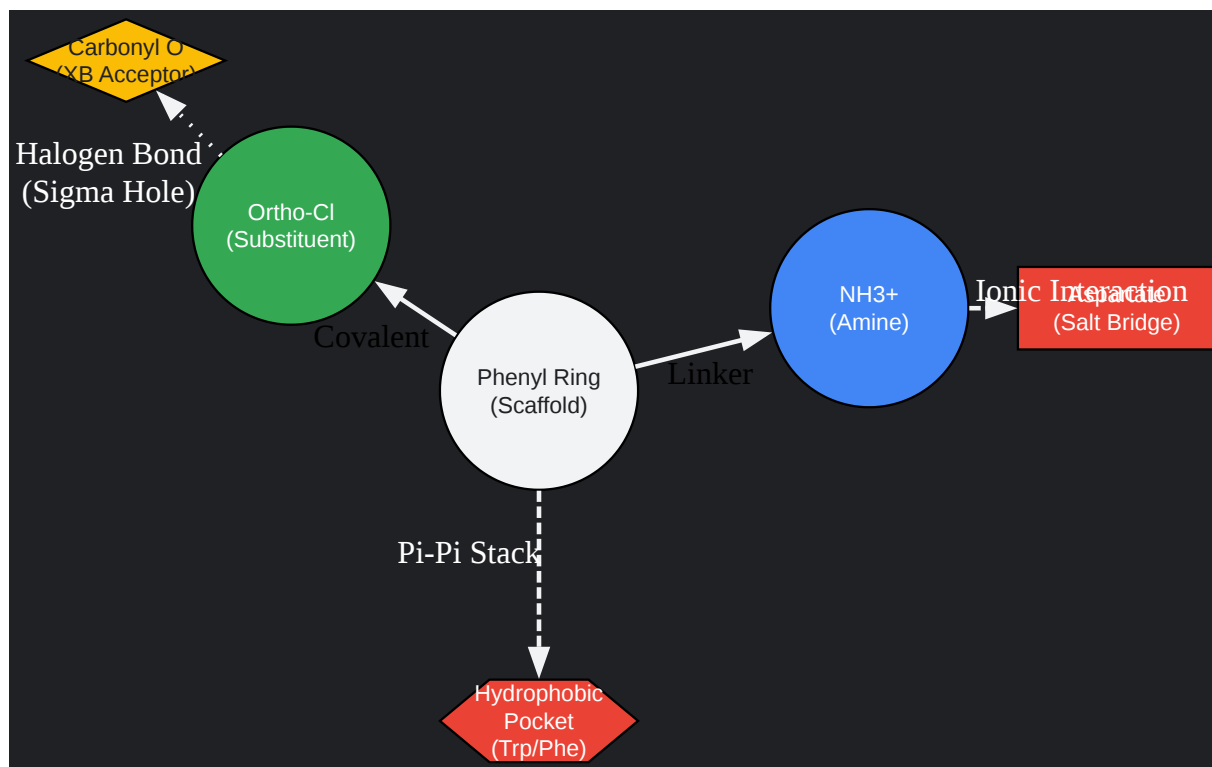 Carbonyl O
(XB Acceptor)
Halogen Bond
(Sigma Hole)
Ortho-Cl
(Substituent)
Covalent
Phenyl Ring
(Scaffold)
Linker
NH3+
(Amine)
Ionic Interaction
Aspartate
(Salt Bridge)
Pi-Pi Stack
Hydrophobic
Pocket
(Trp/Phe)